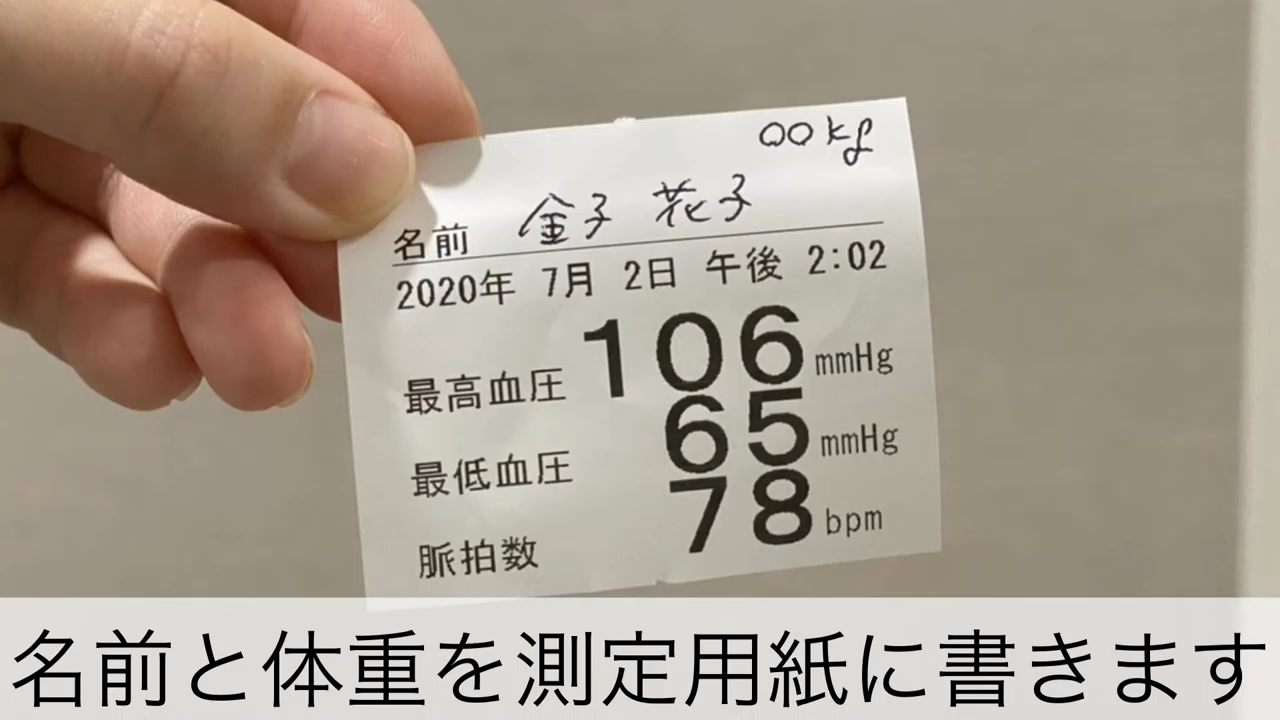 ○○kg
名前 金子 花子
2020年 7月 2日 午後 2:02
最高血圧 106 mmHg
最低血圧 65 mmHg
脈拍数 78 bpm
名前と体重を測定用紙に書きます